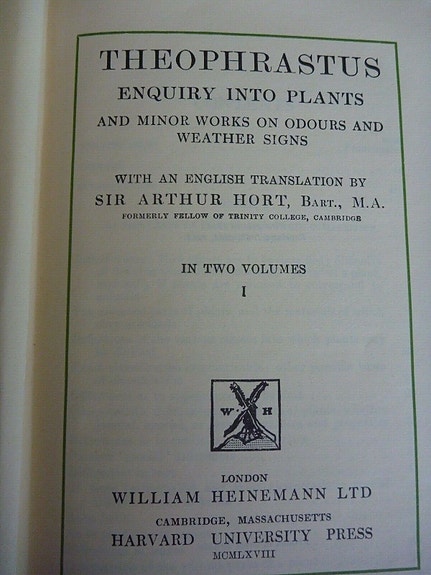 THEOPHRASTUS
ENQUIRY INTO PLANTS
AND MINOR WORKS ON ODOURS AND
WEATHER SIGNS
WITH AN ENGLISH TRANSLATION BY
SIR ARTHUR HORT, BART., M.A.
FORMERLY FELLOW OF TRINITY COLLEGE, CAMBRIDGE
IN TWO VOLUMES
I
W H
LONDON
WILLIAM HEINEMANN LTD
CAMBRIDGE, MASSACHUSETTS
HARVARD UNIVERSITY PRESS
MCMLXVIII